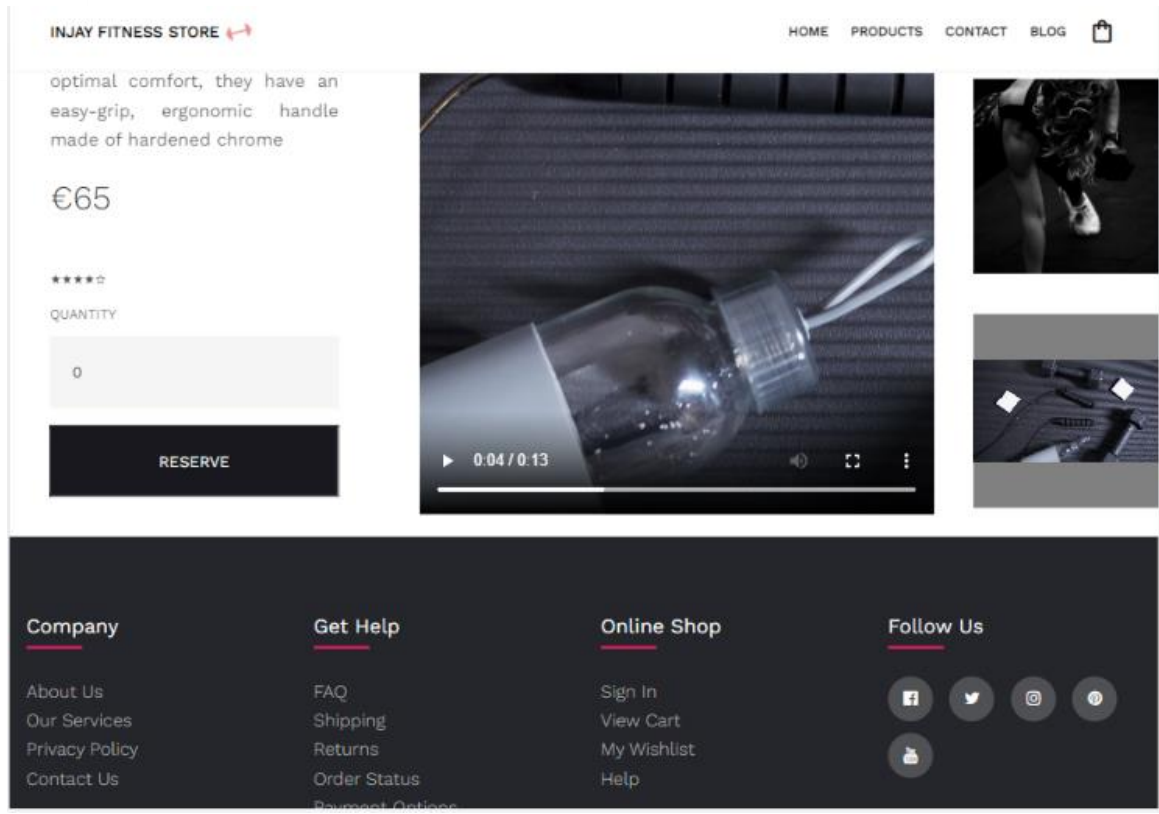 INJAY FITNESS STORE
HOME PRODUCTS CONTACT BLOG
optimal comfort, they have an
easy-grip, ergonomic handle
made of hardened chrome
€65
★★★★☆
QUANTITY
0
RESERVE
0:04 / 0:13
Company
About Us
Our Services
Privacy Policy
Contact Us
Get Help
FAQ
Shipping
Returns
Order Status
Payment Options
Online Shop
Sign In
View Cart
My Wishlist
Help
Follow Us